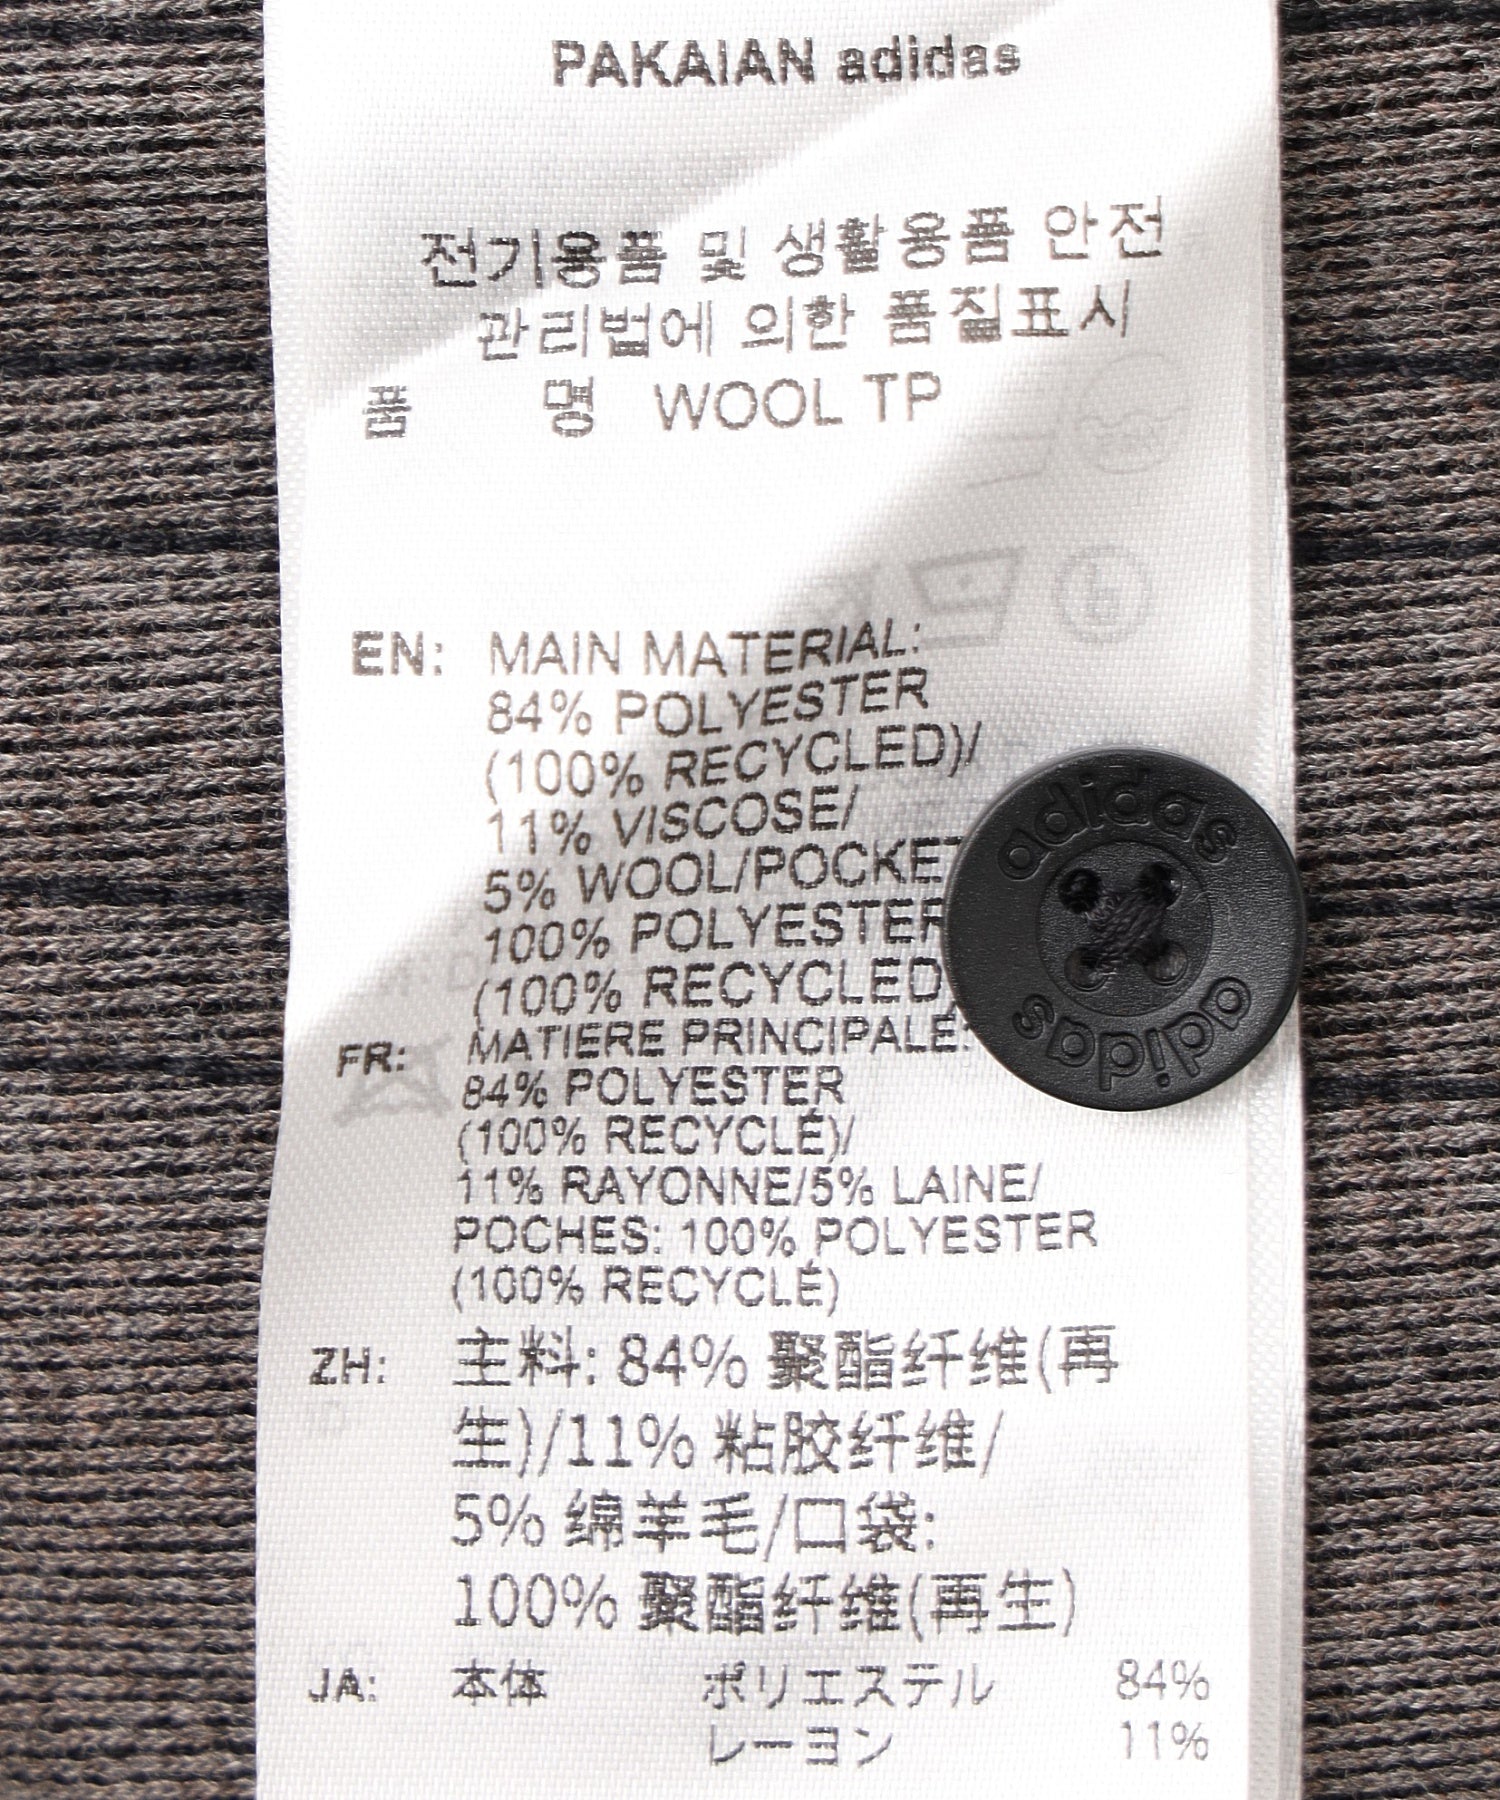 PAKAIAN adidas
전기용품 및 생활용품 안전
관리법에 의한 품질표시
품 명 WOOL TP
EN: MAIN MATERIAL:
84% POLYESTER
(100% RECYCLED)/
11% VISCOSE/
5% WOOL/POCKET
100% POLYESTER
(100% RECYCLED)
FR: MATIERE PRINCIPALE:
84% POLYESTER
(100% RECYCLÉ)/
11% RAYONNE/5% LAINE/
POCHES: 100% POLYESTER
(100% RECYCLÉ)
ZH: 主料: 84% 聚酯纤维(再
生)/11% 粘胶纤维/
5% 绵羊毛/口袋:
100% 聚酯纤维(再生)
JA: 本体 ポリエステル 84%
レーヨン 11%
adidas
adidas